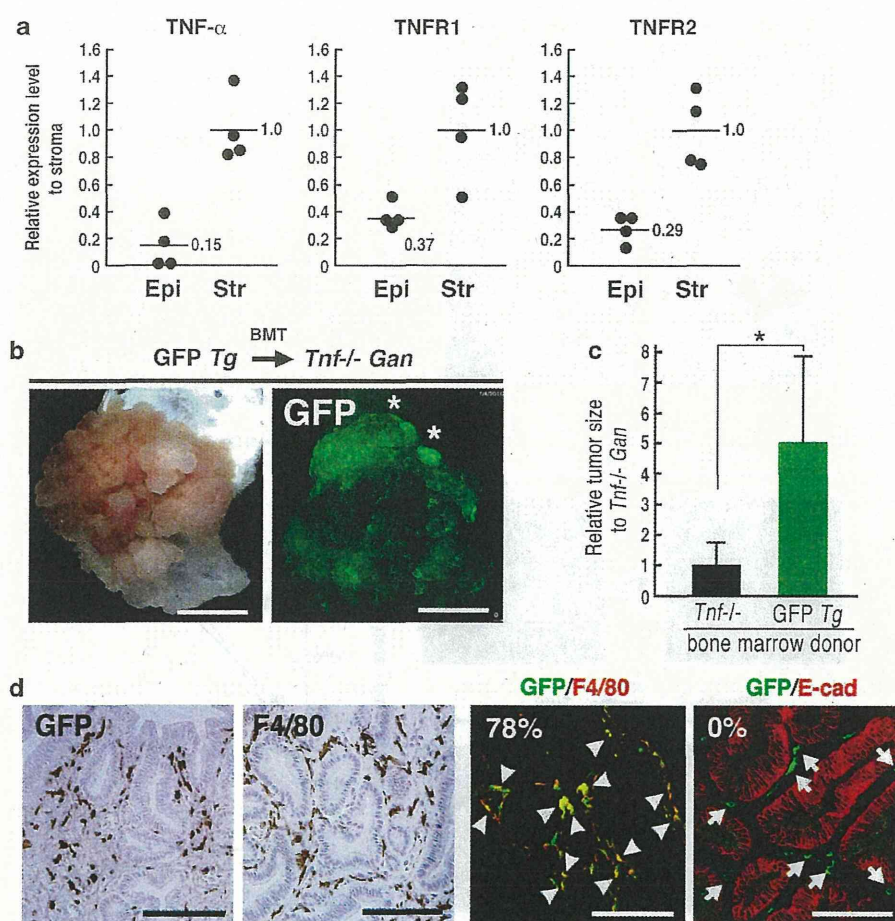 a
TNF-α
TNFR1
TNFR2
Relative expression level
to stroma
1.6
1.4
1.2
1.0
0.8
0.6
0.4
0.2
0
1.0
0.15
Epi
Str
1.6
1.4
1.2
1.0
0.8
0.6
0.4
0.2
0
1.0
0.37
Epi
Str
1.6
1.4
1.2
1.0
0.8
0.6
0.4
0.2
0
1.0
0.29
Epi
Str
b
BMT
GFP Tg Tnf-/- Gan
GFP
*
*
c
Relative tumor size
to Tnf-/- Gan
8
7
6
5
4
3
2
1
0
*
Tnf-/-
GFP Tg
bone marrow donor
d
GFP
F4/80
GFP/F4/80
78%
GFP/E-cad
0%